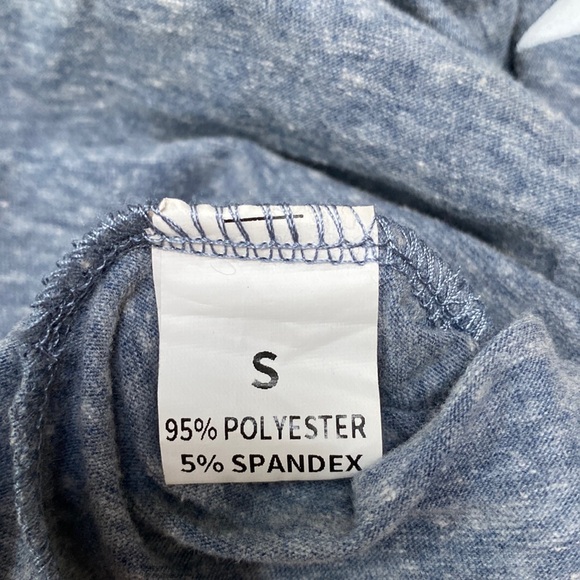 S
95% POLYESTER
5% SPANDEX